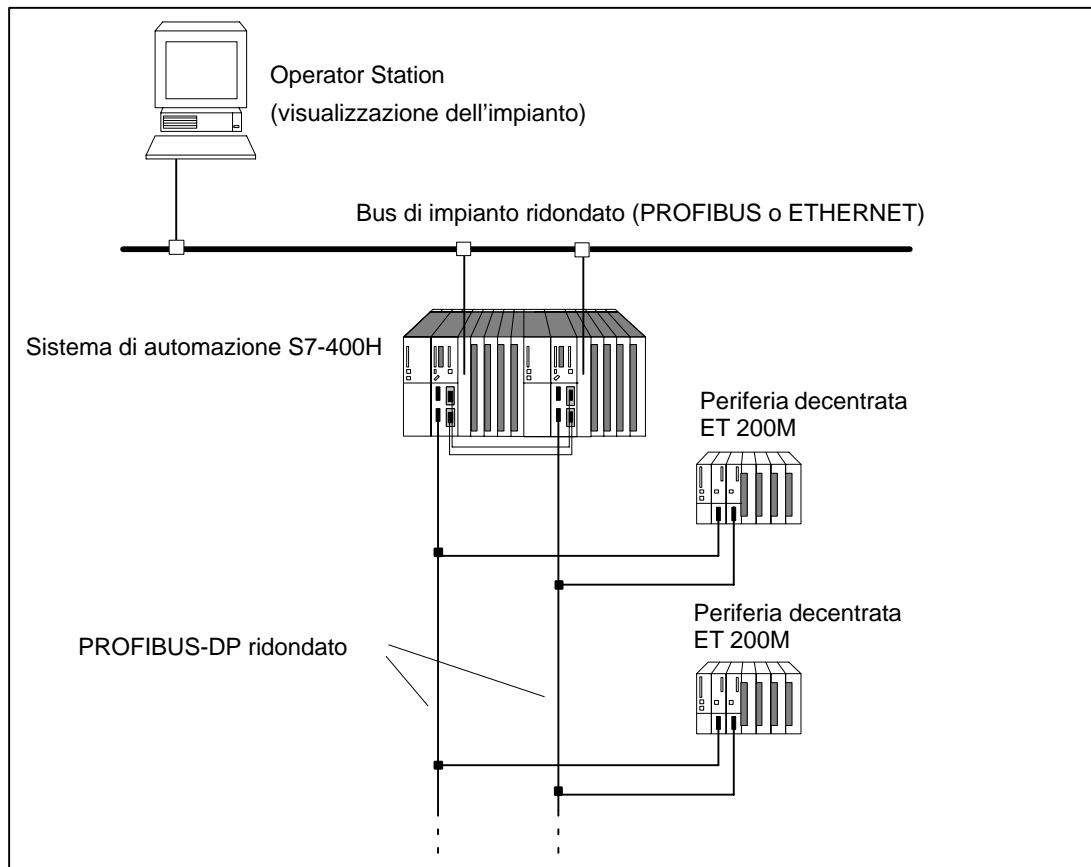 Operator Station
(visualizzazione dell'impianto)
Bus di impianto ridondato (PROFIBUS o ETHERNET)
Sistema di automazione S7-400H
Periferia decentrata
ET 200M
Periferia decentrata
ET 200M
PROFIBUS-DP ridondato